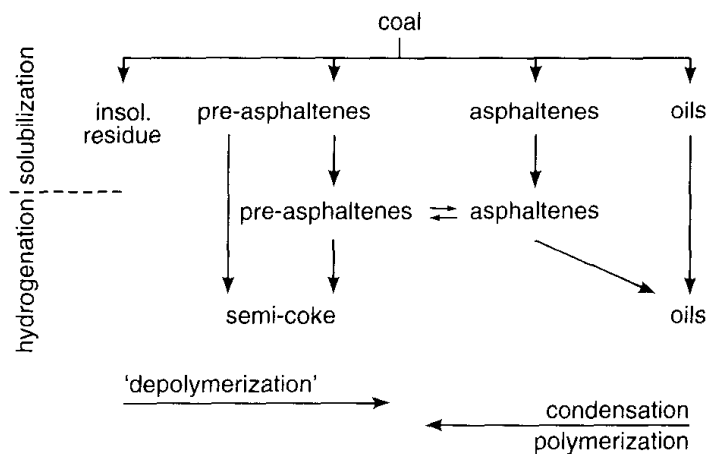 coal
insol.
residue
pre-asphaltenes
asphaltenes
oils
solubilization
hydrogenation
pre-asphaltenes
asphaltenes
semi-coke
oils
'depolymerization'
condensation
polymerization